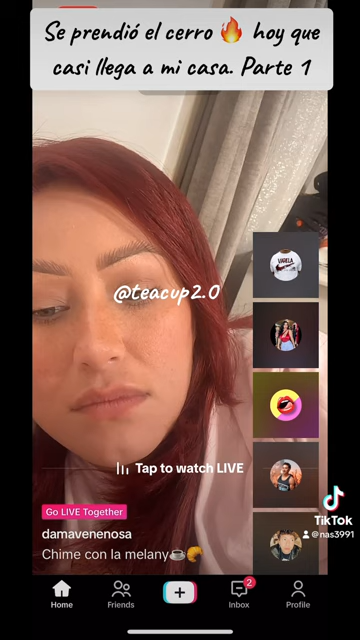 Se prendió el cerro 🔥 hoy que
casi llega a mi casa. Parte 1
VARELA
@teacup2.0
Tap to watch LIVE
Go LIVE Together
damavenenosa
Chime con la melany☕🥐
TikTok
@nas3991
Home
Friends
2
Inbox
Profile